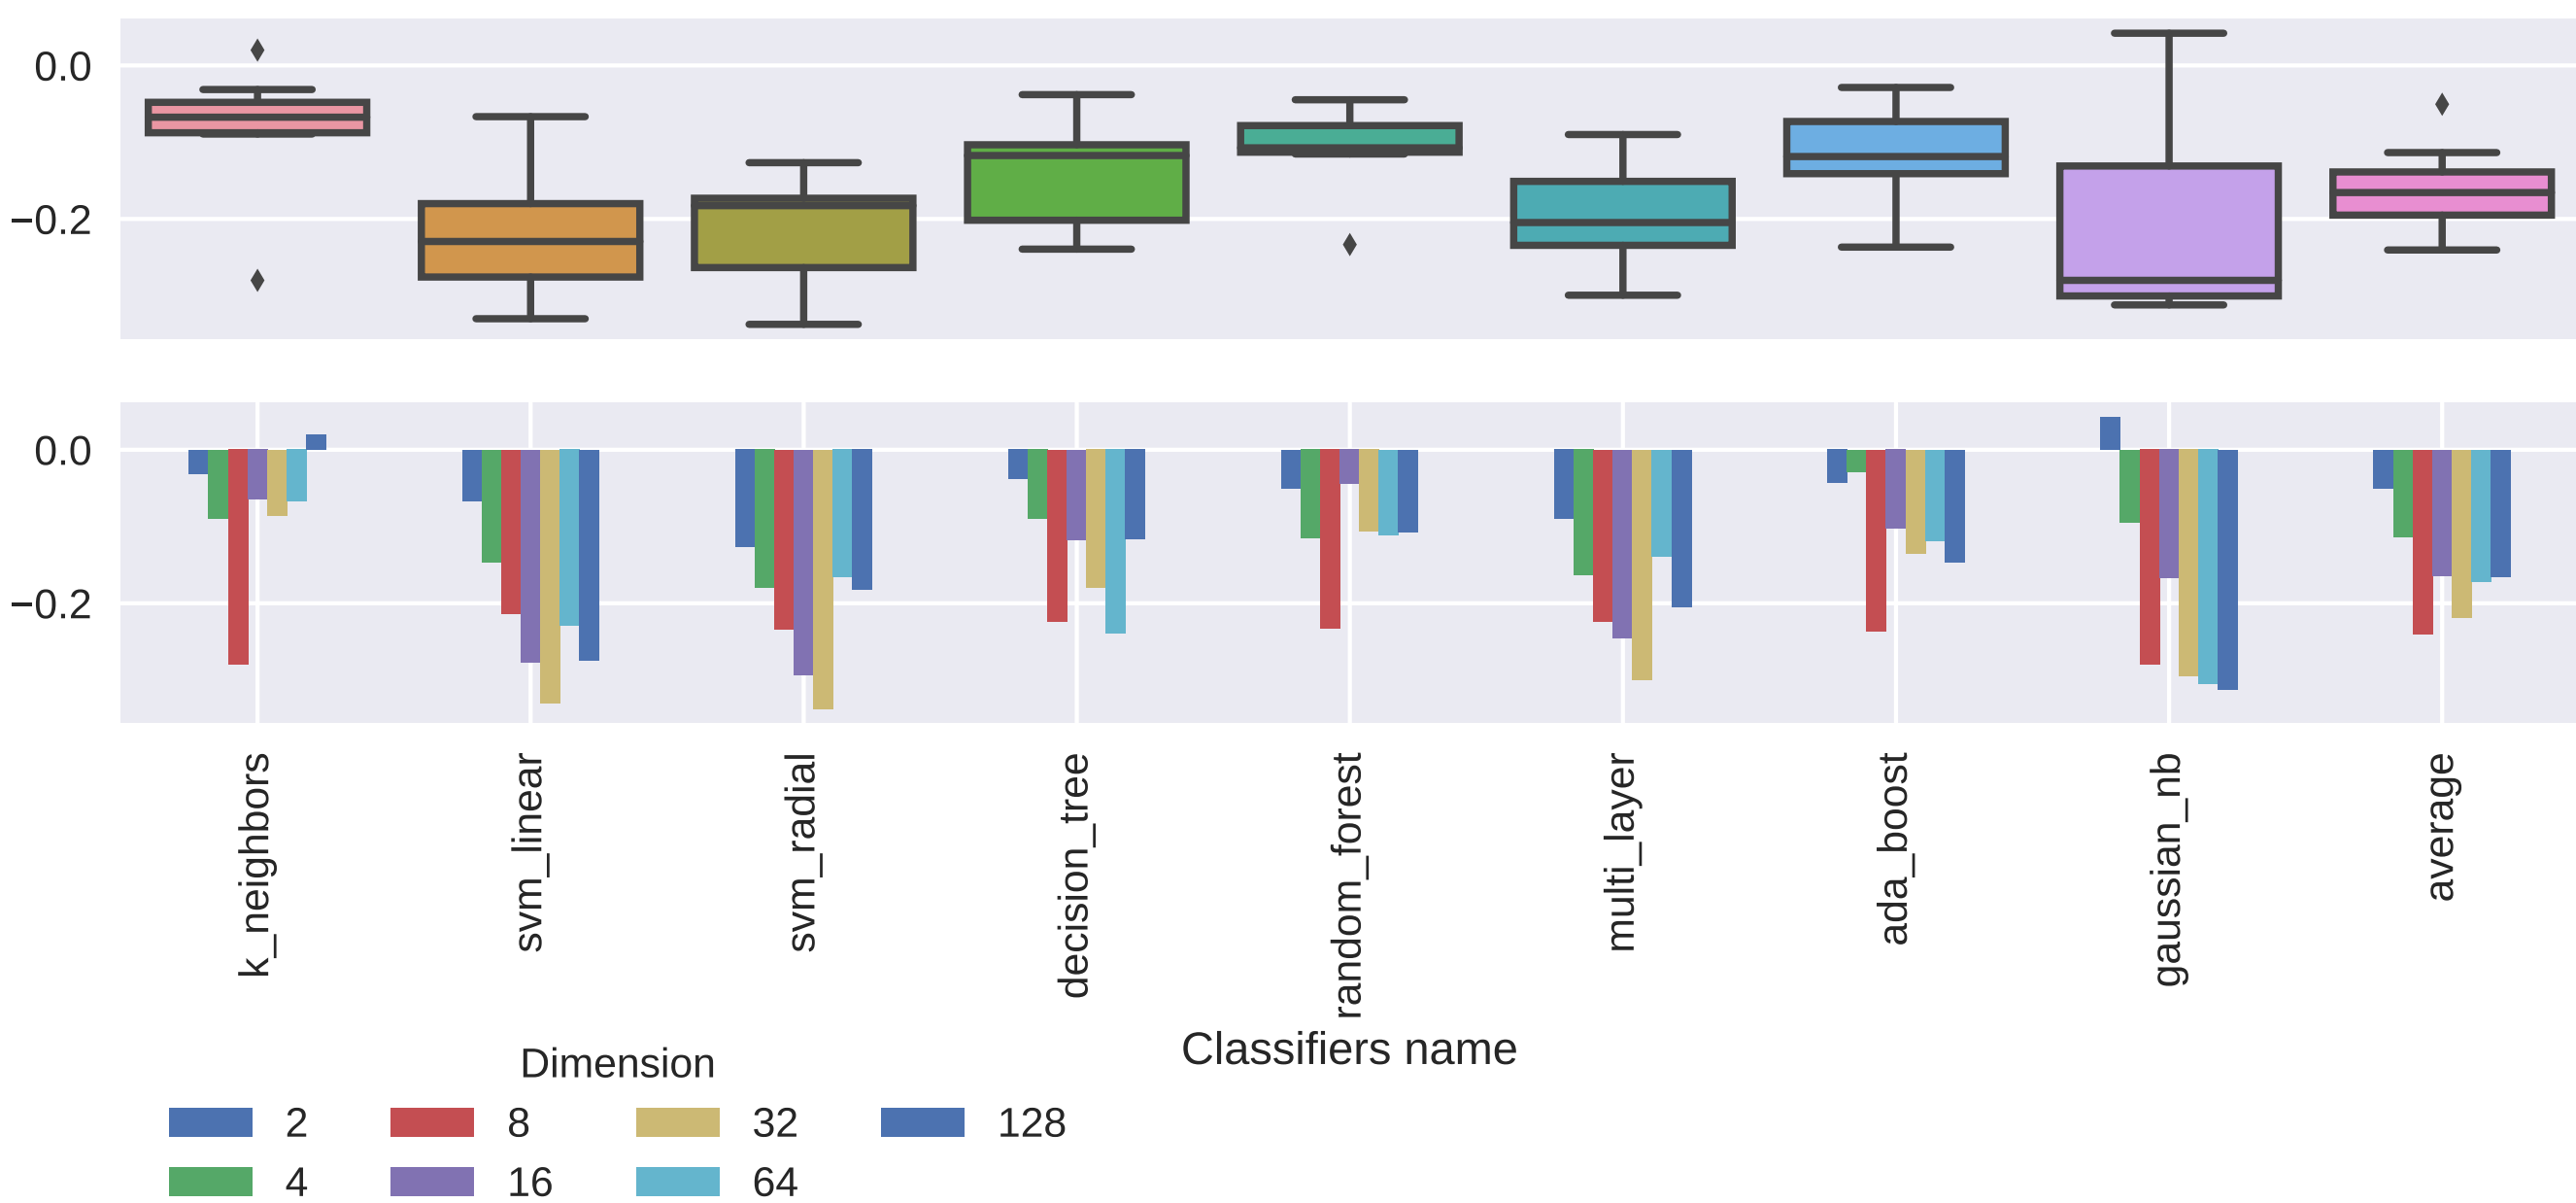 0.0
−0.2
0.0
−0.2
k_neighbors
svm_linear
svm_radial
decision_tree
random_forest
multi_layer
ada_boost
gaussian_nb
average
Classifiers name
Dimension
2 8 32 128
4 16 64